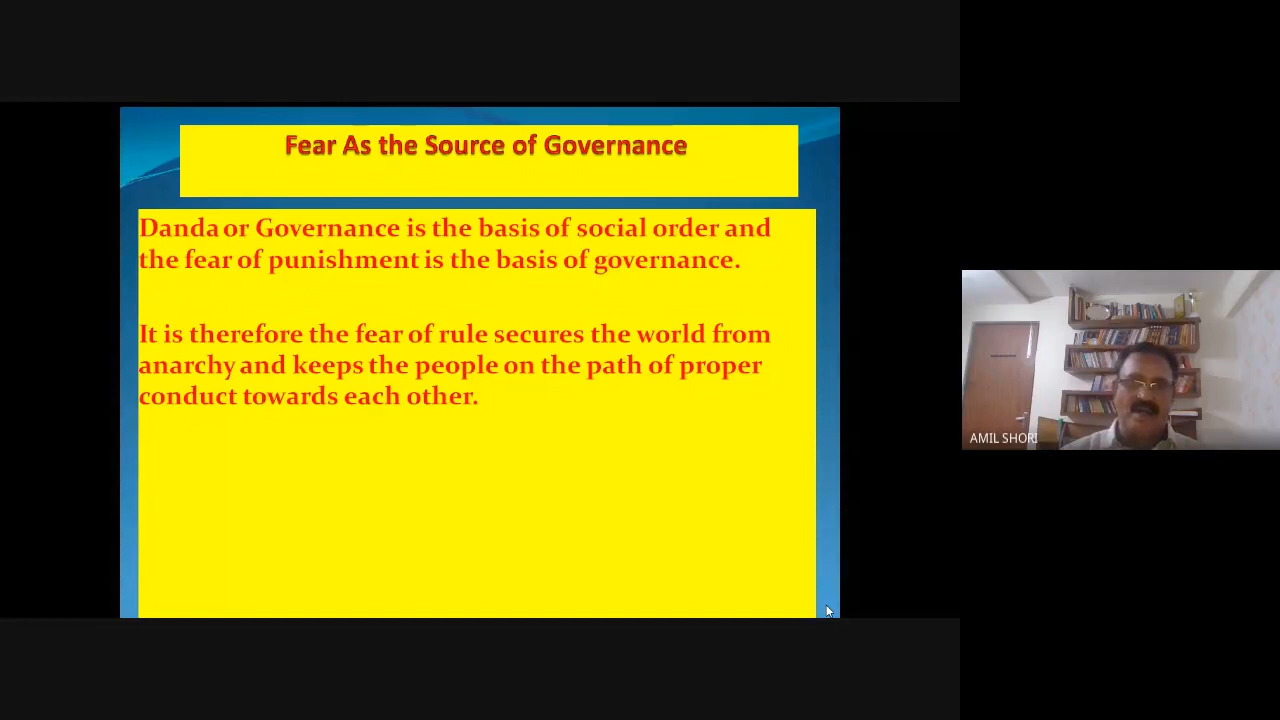 Fear As the Source of Governance
Danda or Governance is the basis of social order and
the fear of punishment is the basis of governance.
It is therefore the fear of rule secures the world from
anarchy and keeps the people on the path of proper
conduct towards each other.
AMIL SHORI